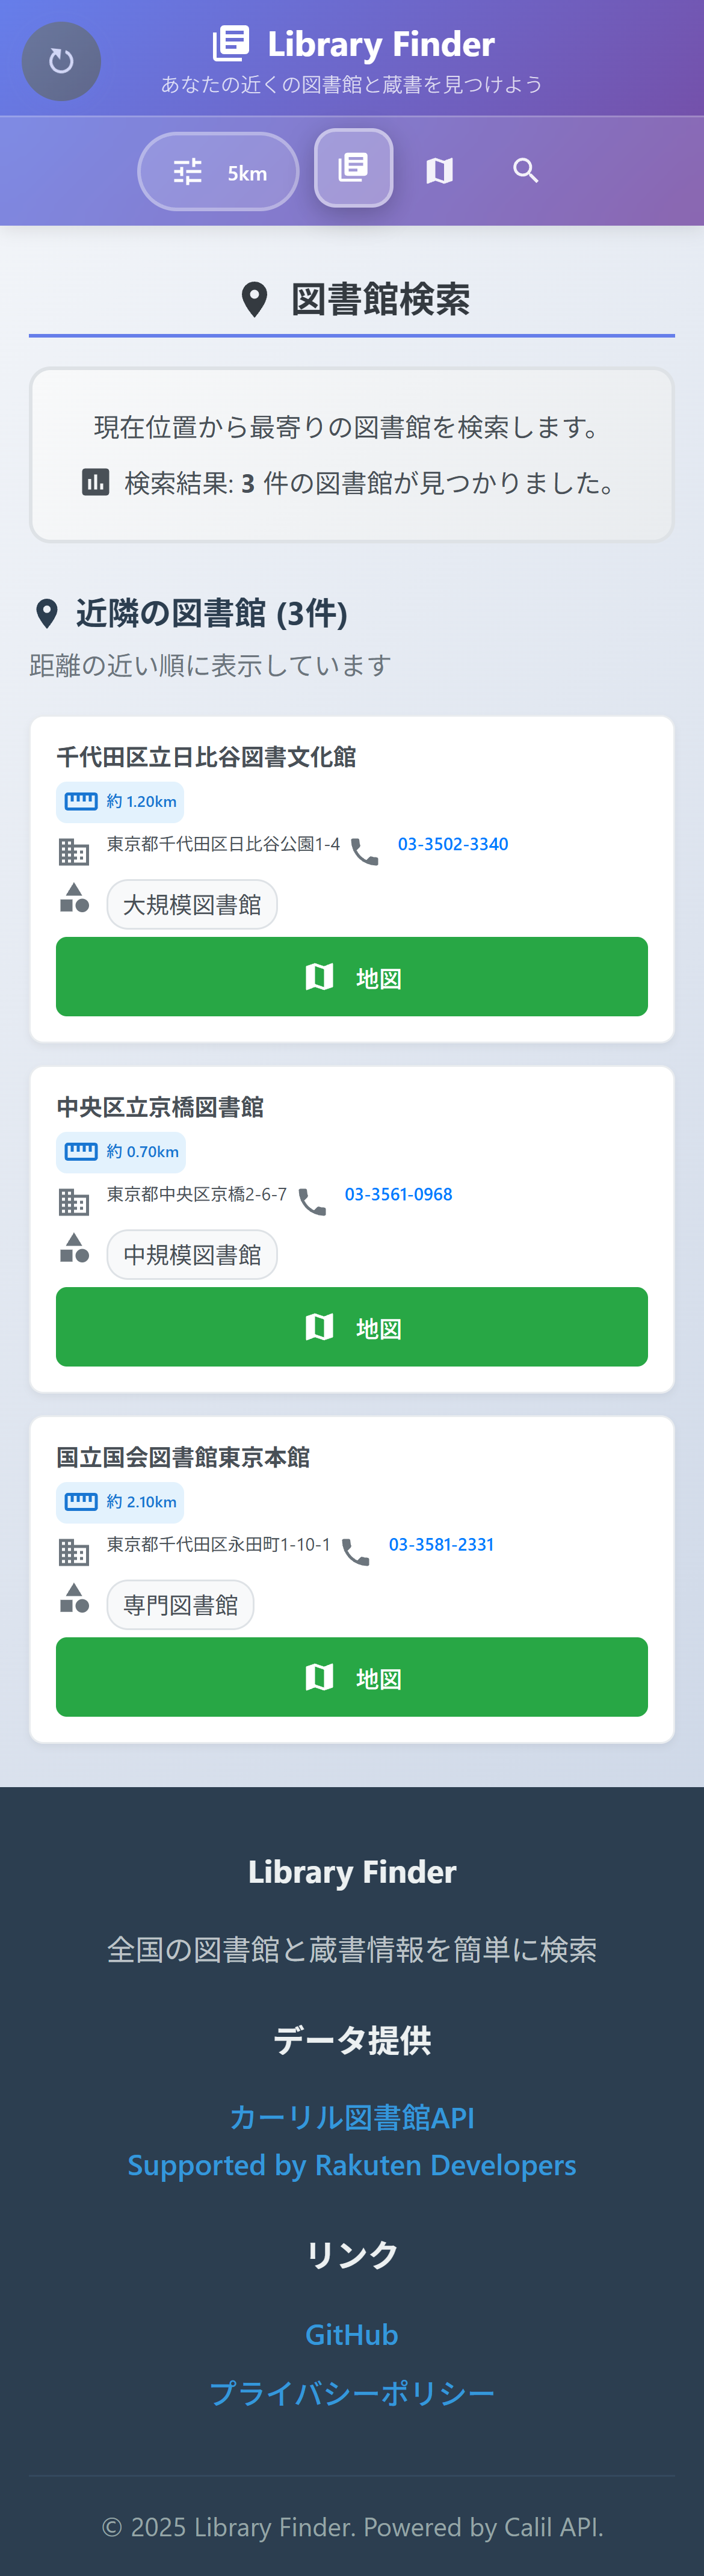 Library Finder
あなたの近くの図書館と蔵書を見つけよう
5km
図書館検索
現在位置から最寄りの図書館を検索します。
検索結果: 3 件の図書館が見つかりました。
近隣の図書館 (3件)
距離の近い順に表示しています
千代田区立日比谷図書文化館
約 1.20km
東京都千代田区日比谷公園1-4 03-3502-3340
大規模図書館
地図
中央区立京橋図書館
約 0.70km
東京都中央区京橋2-6-7 03-3561-0968
中規模図書館
地図
国立国会図書館東京本館
約 2.10km
東京都千代田区永田町1-10-1 03-3581-2331
専門図書館
地図
Library Finder
全国の図書館と蔵書情報を簡単に検索
データ提供
カーリル図書館API
Supported by Rakuten Developers
リンク
GitHub
プライバシーポリシー
© 2025 Library Finder. Powered by Calil API.